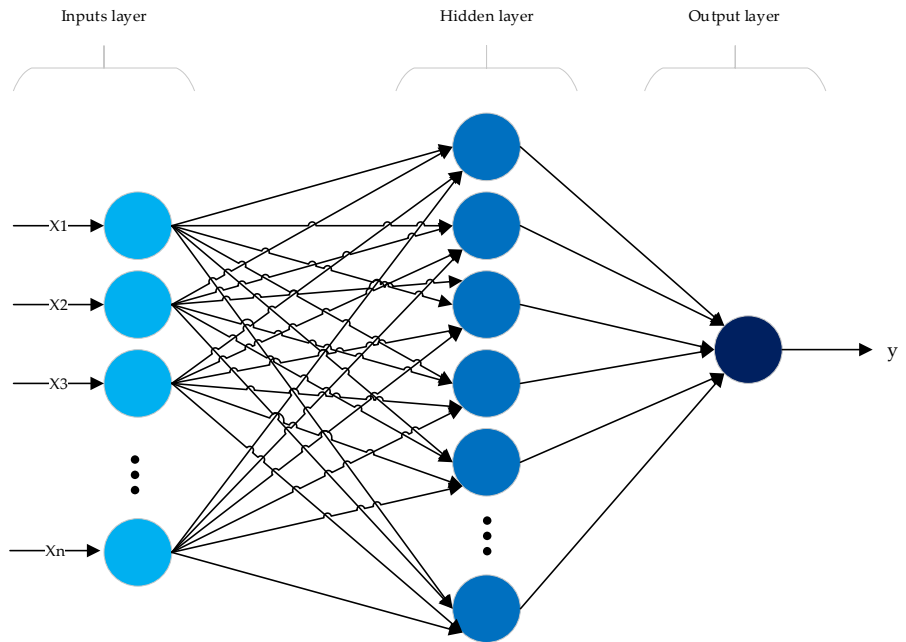 Inputs layer
Hidden layer
Output layer
X1
X2
X3
Xn
y